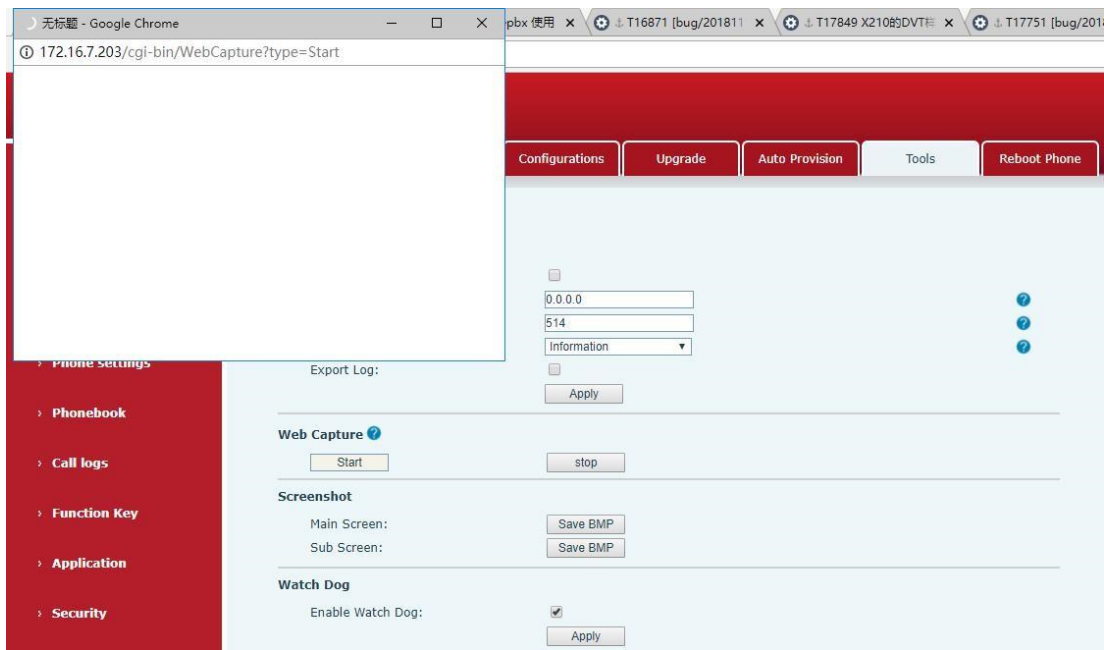 无标题 - Google Chrome
pbx 使用
T16871 [bug/201811
T17849 X210的DVT样
T17751 [bug/201
172.16.7.203/cgi-bin/WebCapture?type=Start
Configurations
Upgrade
Auto Provision
Tools
Reboot Phone
0.0.0.0
514
Information
› Phone settings
Export Log:
Apply
› Phonebook
Web Capture ?
› Call logs
Start
stop
Screenshot
› Function Key
Main Screen:
Save BMP
Sub Screen:
Save BMP
› Application
Watch Dog
› Security
Enable Watch Dog:
Apply